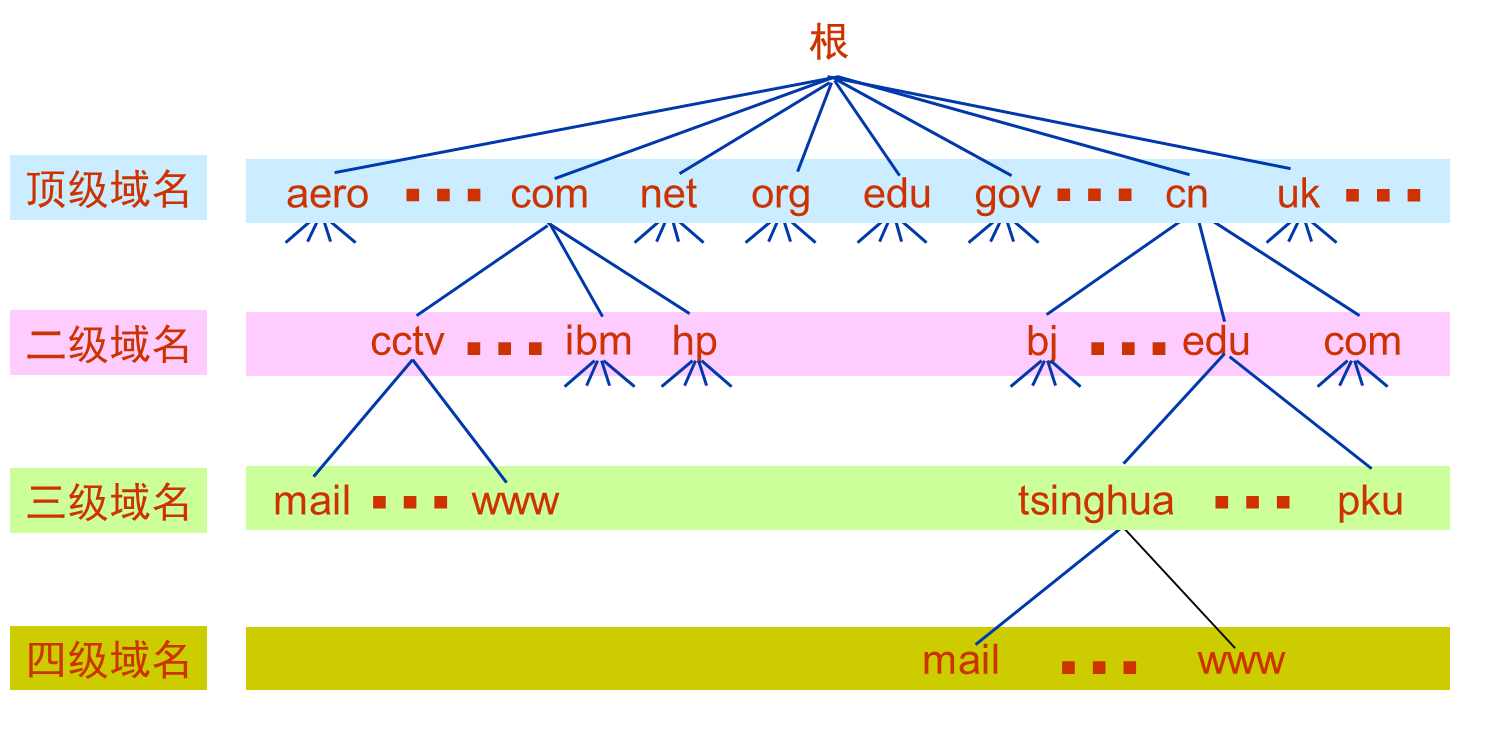 根
顶级域名 aero ... com net org edu gov ... cn uk ...
二级域名 cctv ... ibm hp bj ... edu com
三级域名 mail ... www tsinghua ... pku
四级域名 mail ... www